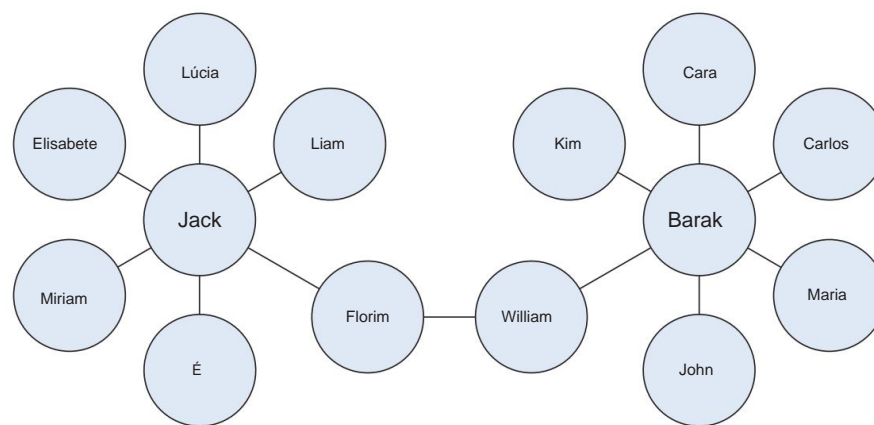 Lúcia
Cara
Elisabete
Liam
Kim
Carlos
Jack
Barak
Miriam
Florim
William
Maria
É
John